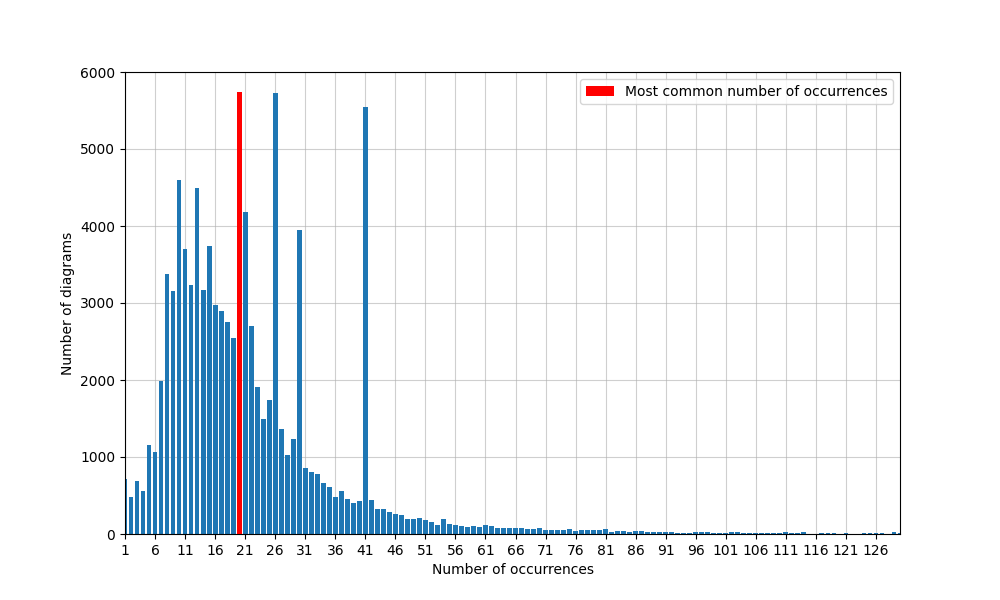 Most common number of occurrences
6000
5000
4000
3000
2000
1000
0
Number of diagrams
1 6 11 16 21 26 31 36 41 46 51 56 61 66 71 76 81 86 91 96 101 106 111 116 121 126
Number of occurrences